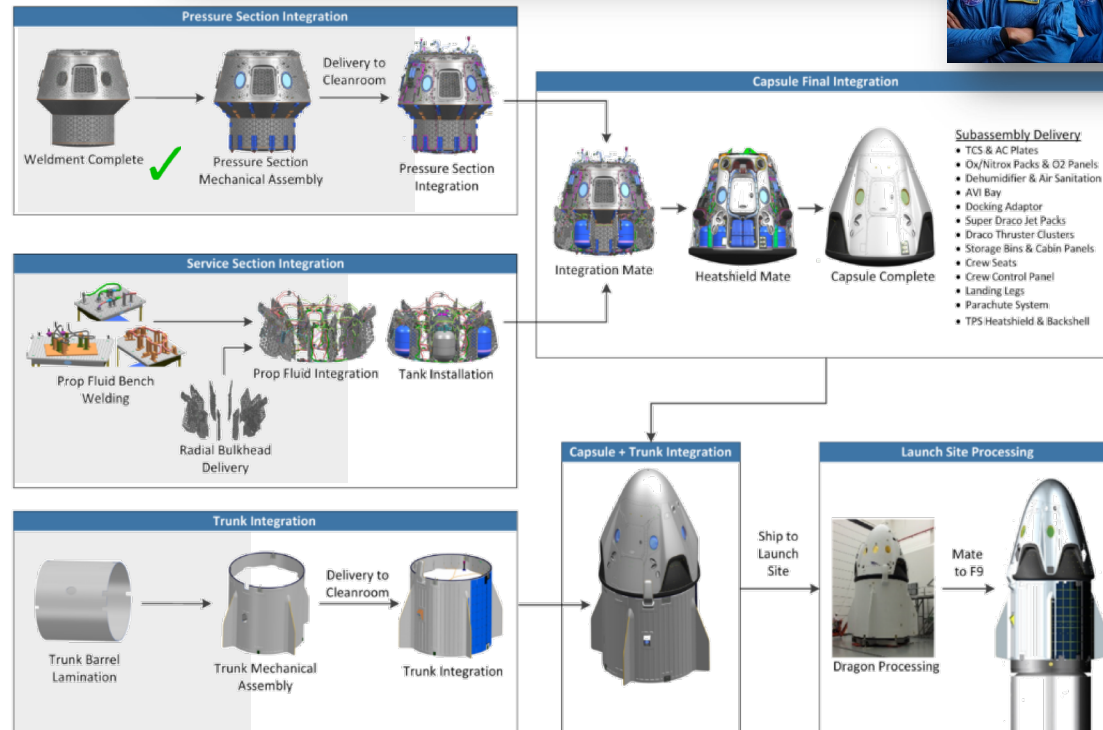 Pressure Section Integration
Weldment Complete
Pressure Section
Mechanical Assembly
Delivery to
Cleanroom
Pressure Section
Integration
Service Section Integration
Prop Fluid Bench
Welding
Radial Bulkhead
Delivery
Prop Fluid Integration
Tank Installation
Trunk Integration
Trunk Barrel
Lamination
Trunk Mechanical
Assembly
Delivery to
Cleanroom
Trunk Integration
Capsule Final Integration
Integration Mate
Heatshield Mate
Capsule Complete
Subassembly Delivery
• TCS & AC Plates
• Ox/Nitrox Packs & O2 Panels
• Dehumidifier & Air Sanitation
• AVI Bay
• Docking Adaptor
• Super Draco Jet Packs
• Draco Thruster Clusters
• Storage Bins & Cabin Panels
• Crew Seats
• Crew Control Panel
• Landing Legs
• Parachute System
• TPS Heatshield & Backshell
Capsule + Trunk Integration
Ship to
Launch
Site
Launch Site Processing
Dragon Processing
Mate
to F9